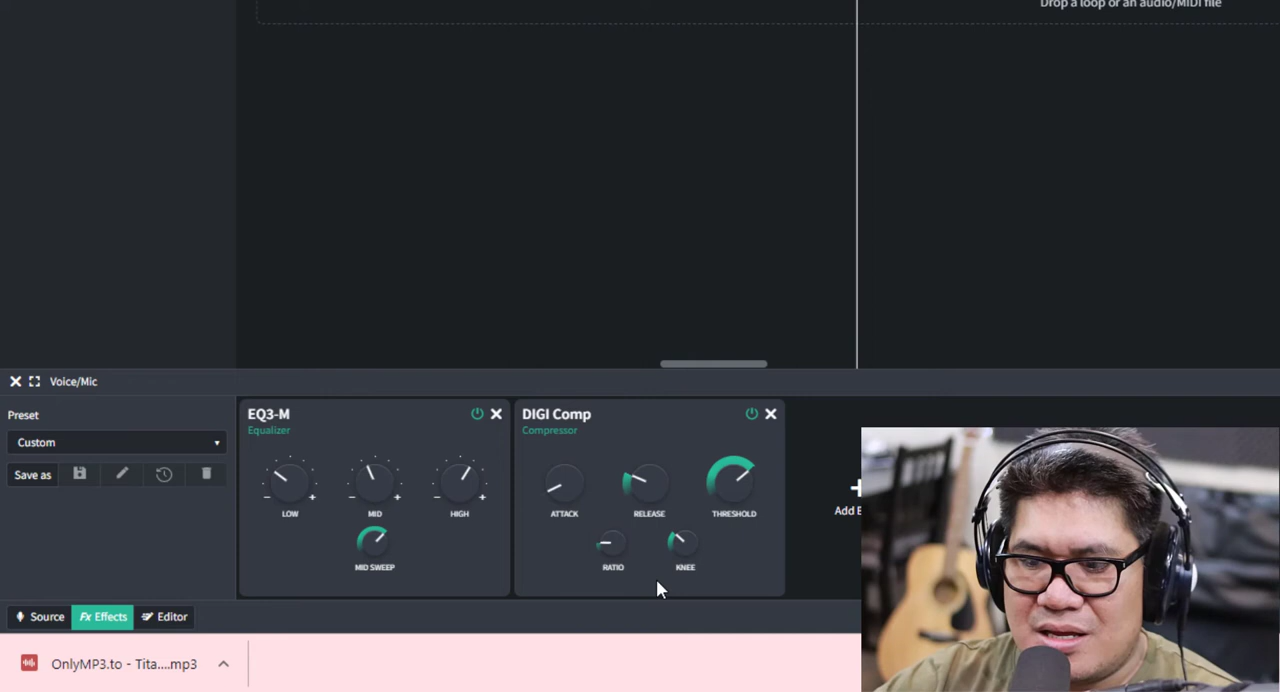 Drop a loop or an audio/MIDI file
Voice/Mic
Preset
Custom
Save as
EQ3-M
Equalizer
LOW
MID
HIGH
MID SWEEP
DIGI Comp
Compressor
ATTACK
RELEASE
THRESHOLD
RATIO
KNEE
Add E
Source
Fx Effects
Editor
OnlyMP3.to - Tita....mp3